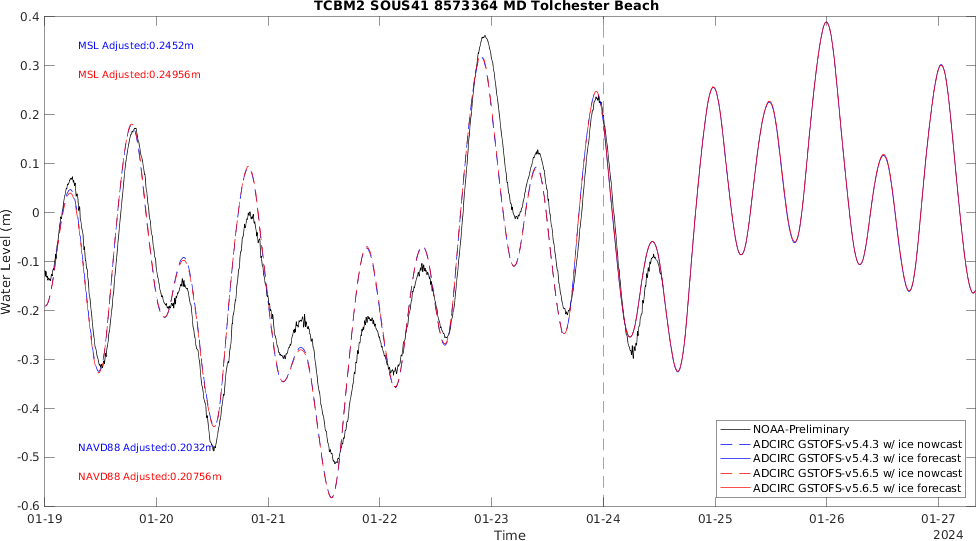 TCBM2 SOUS41 8573364 MD Tolchester Beach
0.4
0.3
0.2
0.1
0
-0.1
-0.2
-0.3
-0.4
-0.5
-0.6
Water Level (m)
MSL Adjusted:0.2452m
MSL Adjusted:0.24956m
NAVD88 Adjusted:0.2032m
NAVD88 Adjusted:0.20756m
NOAA-Preliminary
ADCIRC GSTOFS-v5.4.3 w/ ice nowcast
ADCIRC GSTOFS-v5.4.3 w/ ice forecast
ADCIRC GSTOFS-v5.6.5 w/ ice nowcast
ADCIRC GSTOFS-v5.6.5 w/ ice forecast
01-19 01-20 01-21 01-22 01-23 01-24 01-25 01-26 01-27
Time
2024